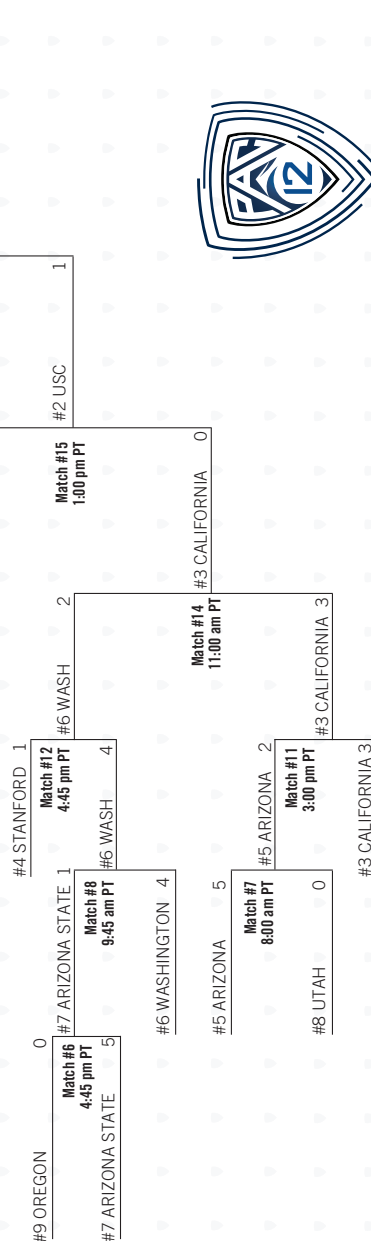 #9 OREGON 0
Match #6
4:45 pm PT
#7 ARIZONA STATE 5
#7 ARIZONA STATE 1
Match #8
9:45 am PT
#6 WASHINGTON 4
#5 ARIZONA 5
Match #7
8:00 am PT
#8 UTAH 0
#4 STANFORD 1
Match #12
4:45 pm PT
#6 WASH 4
#5 ARIZONA 2
Match #11
3:00 pm PT
#3 CALIFORNIA 3
#6 WASH 2
Match #14
11:00 am PT
#3 CALIFORNIA 3
#3 CALIFORNIA 0
Match #15
1:00 pm PT
#2 USC 1
PAC
12